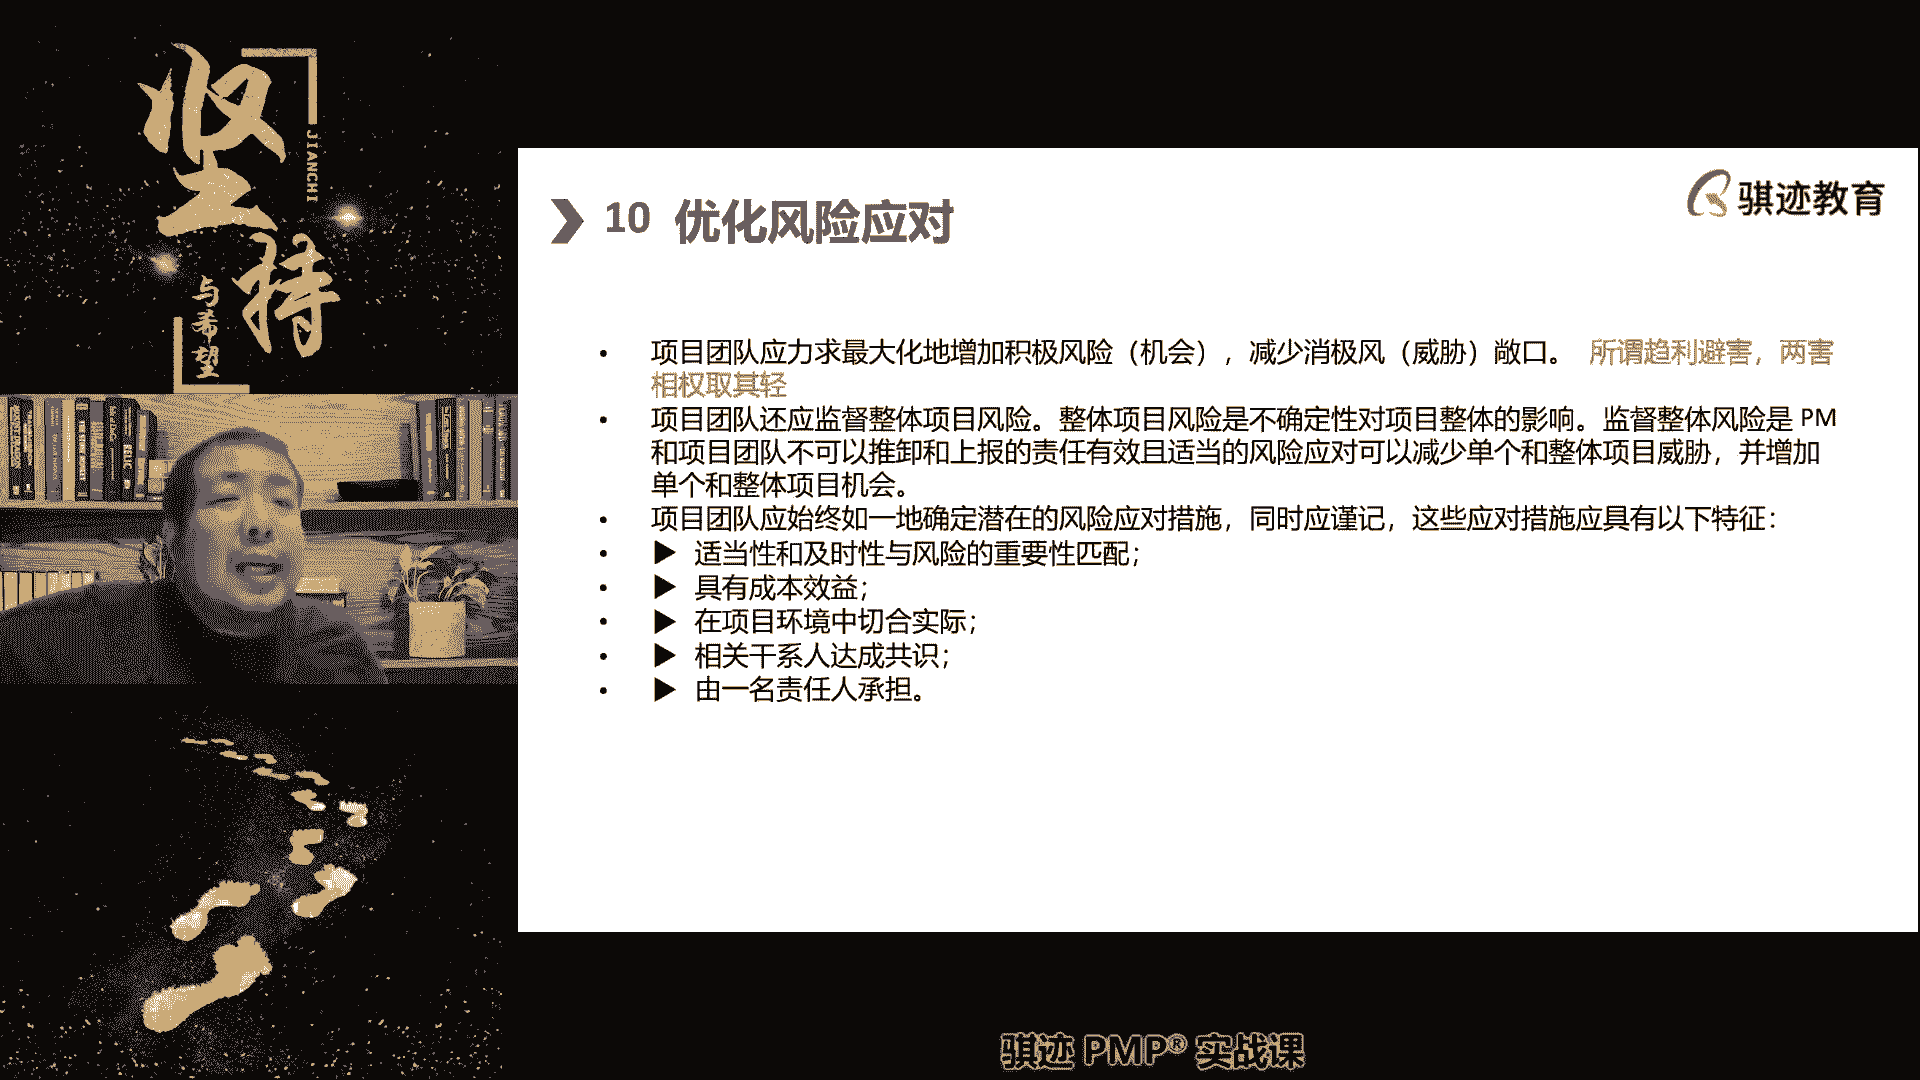 坚持
JIANCHI
与希望
骐迹教育
10 优化风险应对
• 项目团队应力求最大化地增加积极风险（机会），减少消极风（威胁）敞口。 所谓趋利避害，两害
相权取其轻
• 项目团队还应监督整体项目风险。整体项目风险是不确定性对项目整体的影响。监督整体风险是 PM
和项目团队不可以推卸和上报的责任有效且适当的风险应对可以减少单个和整体项目威胁，并增加
单个和整体项目机会。
• 项目团队应始终如一地确定潜在的风险应对措施，同时应谨记，这些应对措施应具有以下特征：
• ▶ 适当性和及时性与风险的重要性匹配；
• ▶ 具有成本效益；
• ▶ 在项目环境中切合实际；
• ▶ 相关干系人达成共识；
• ▶ 由一名责任人承担。
骐迹 PMP® 实战课